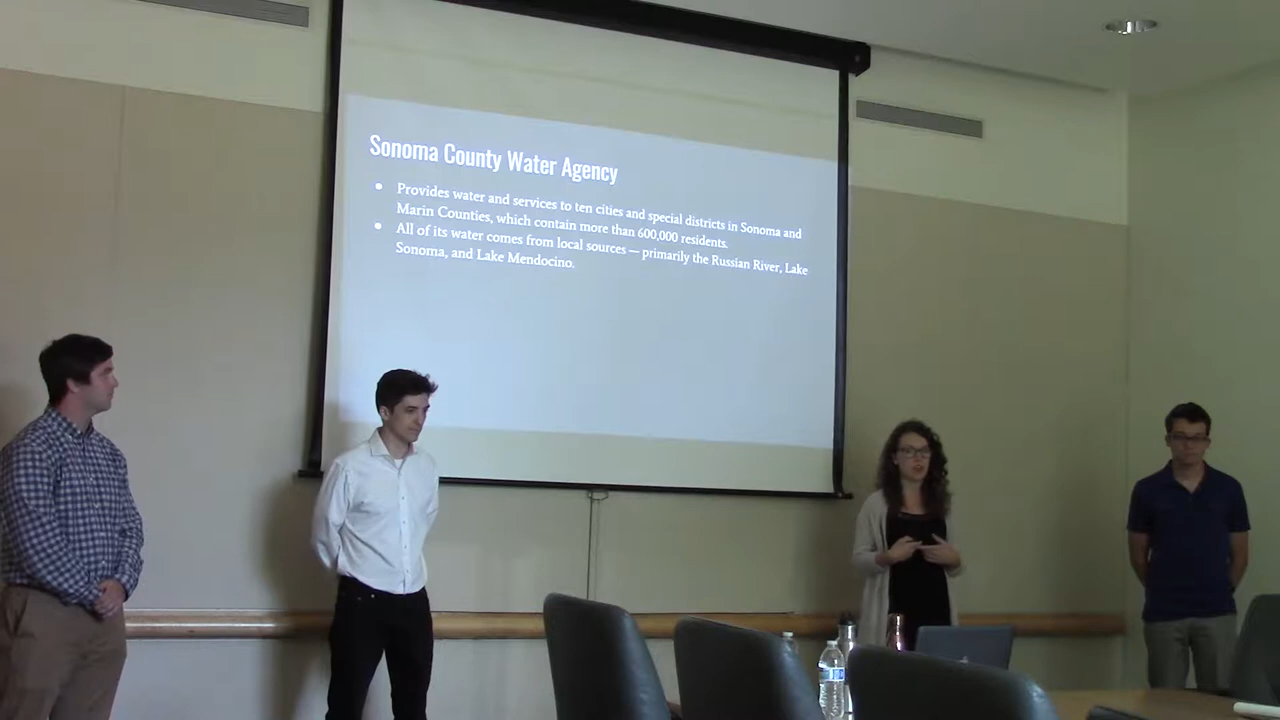 Sonoma County Water Agency
● Provides water and services to ten cities and special districts in Sonoma and
Marin Counties, which contain more than 600,000 residents.
● All of its water comes from local sources — primarily the Russian River, Lake
Sonoma, and Lake Mendocino.